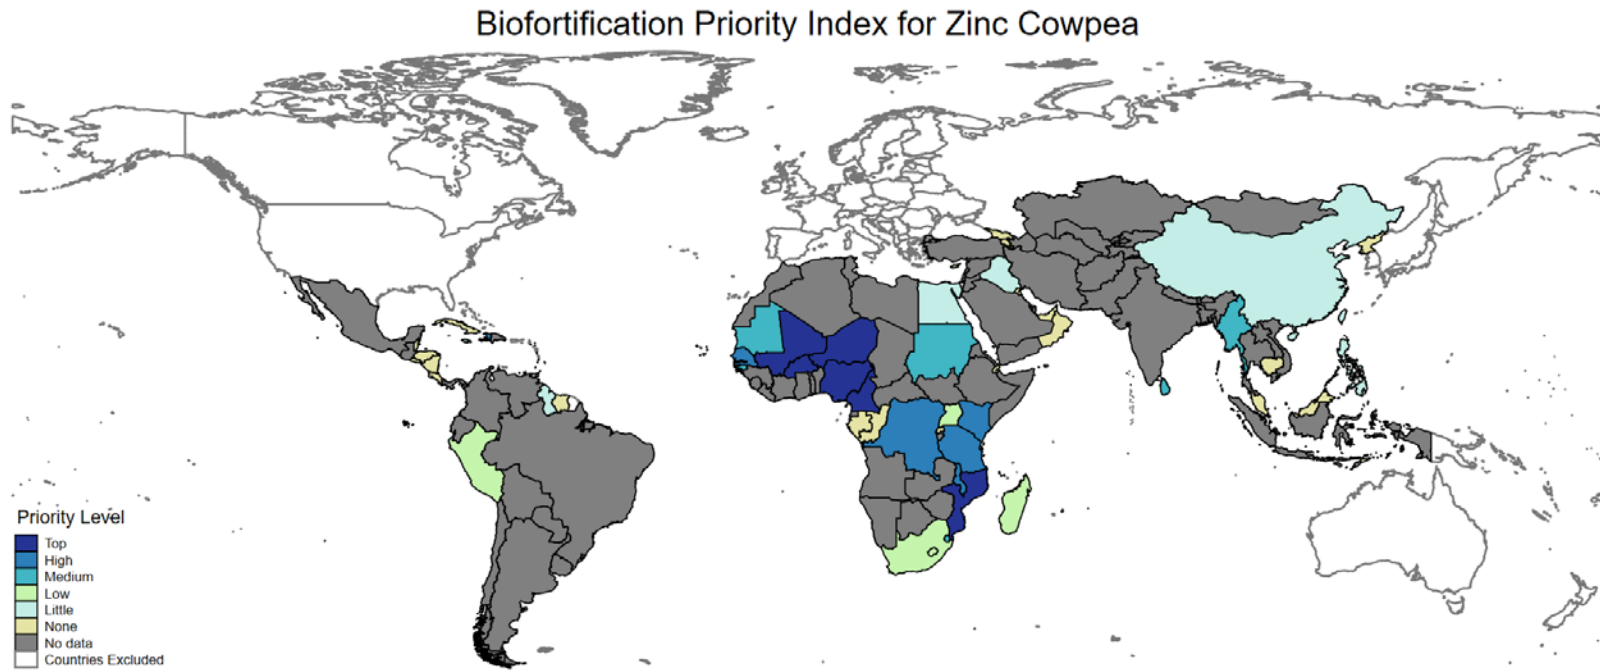 Biofortification Priority Index for Zinc Cowpea
Priority Level
Top
High
Medium
Low
Little
None
No data
Countries Excluded